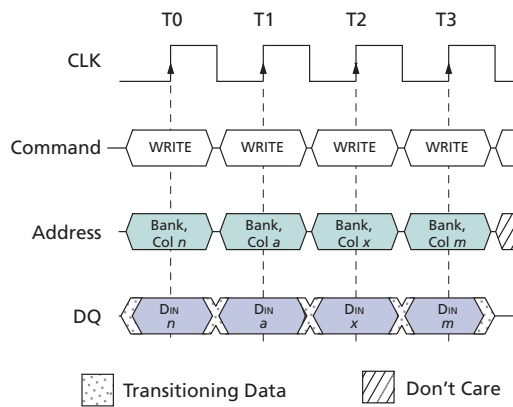 T0 T1 T2 T3
CLK
Command WRITE WRITE WRITE WRITE
Address Bank, Col n Bank, Col a Bank, Col x Bank, Col m
DQ DIN n DIN a DIN x DIN m
Transitioning Data Don't Care